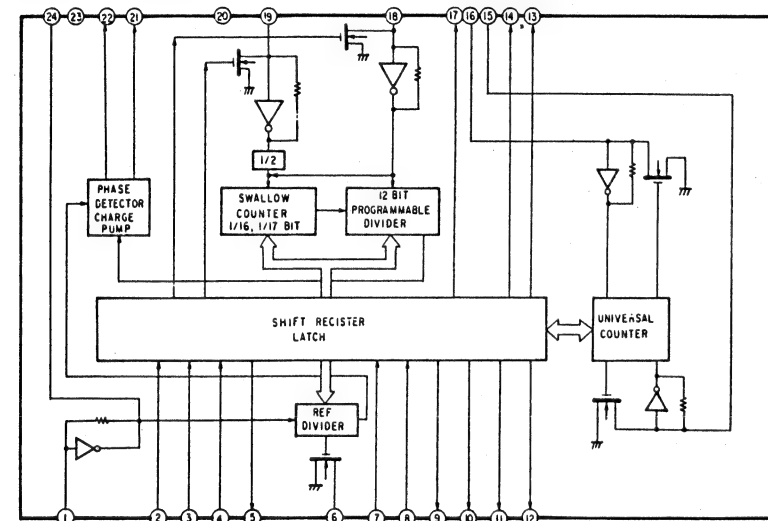 24 23 22 21 20 19 18 17 16 15 14 13
1/2
PHASE
DETECTOR
CHARGE
PUMP
SWALLOW
COUNTER
1/16, 1/17 BIT
12 BIT
PROGRAMMABLE
DIVIDER
SHIFT REGISTER
LATCH
UNIVERSAL
COUNTER
REF
DIVIDER
1 2 3 4 5 6 7 8 9 10 11 12